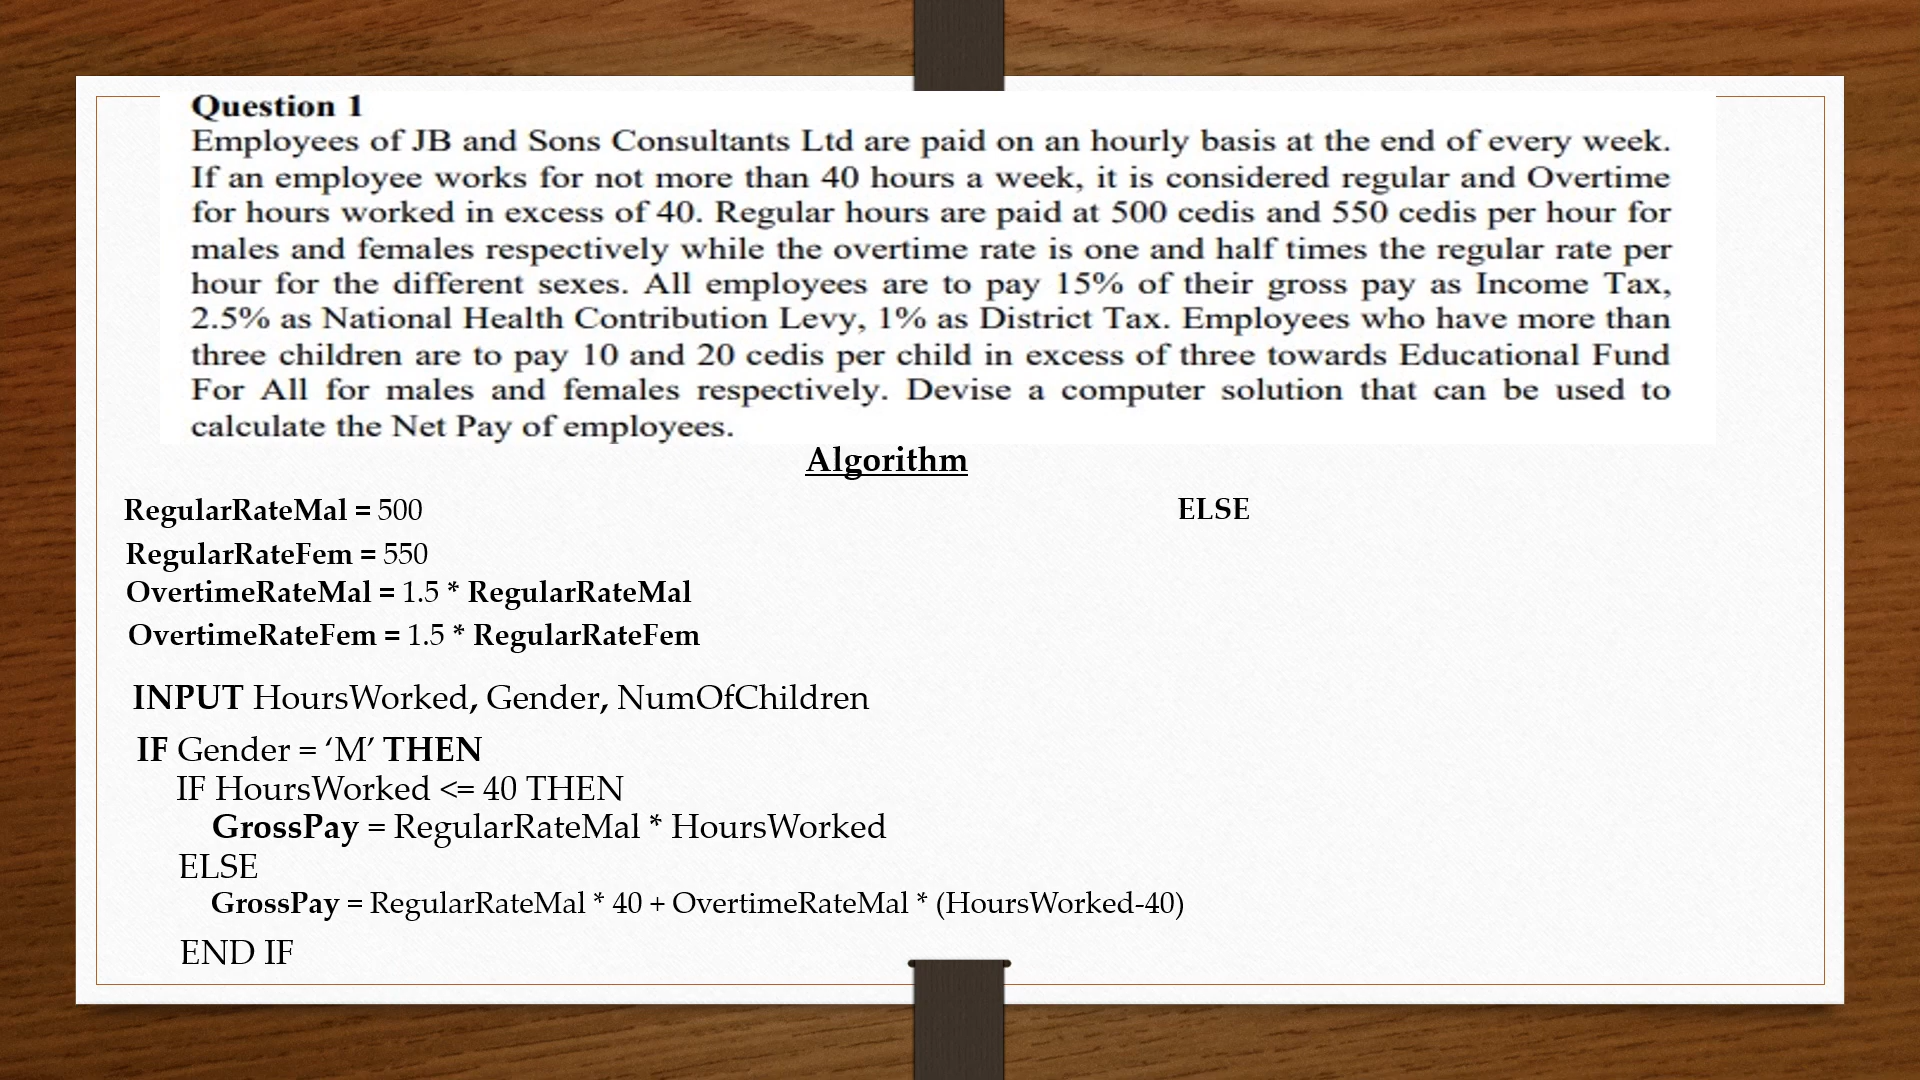 Question 1
Employees of JB and Sons Consultants Ltd are paid on an hourly basis at the end of every week.
If an employee works for not more than 40 hours a week, it is considered regular and Overtime
for hours worked in excess of 40. Regular hours are paid at 500 cedis and 550 cedis per hour for
males and females respectively while the overtime rate is one and half times the regular rate per
hour for the different sexes. All employees are to pay 15% of their gross pay as Income Tax,
2.5% as National Health Contribution Levy, 1% as District Tax. Employees who have more than
three children are to pay 10 and 20 cedis per child in excess of three towards Educational Fund
For All for males and females respectively. Devise a computer solution that can be used to
calculate the Net Pay of employees.
Algorithm
RegularRateMal = 500
RegularRateFem = 550
OvertimeRateMal = 1.5 * RegularRateMal
OvertimeRateFem = 1.5 * RegularRateFem
INPUT HoursWorked, Gender, NumOfChildren
IF Gender = ‘M’ THEN
IF HoursWorked <= 40 THEN
GrossPay = RegularRateMal * HoursWorked
ELSE
GrossPay = RegularRateMal * 40 + OvertimeRateMal * (HoursWorked-40)
END IF
ELSE